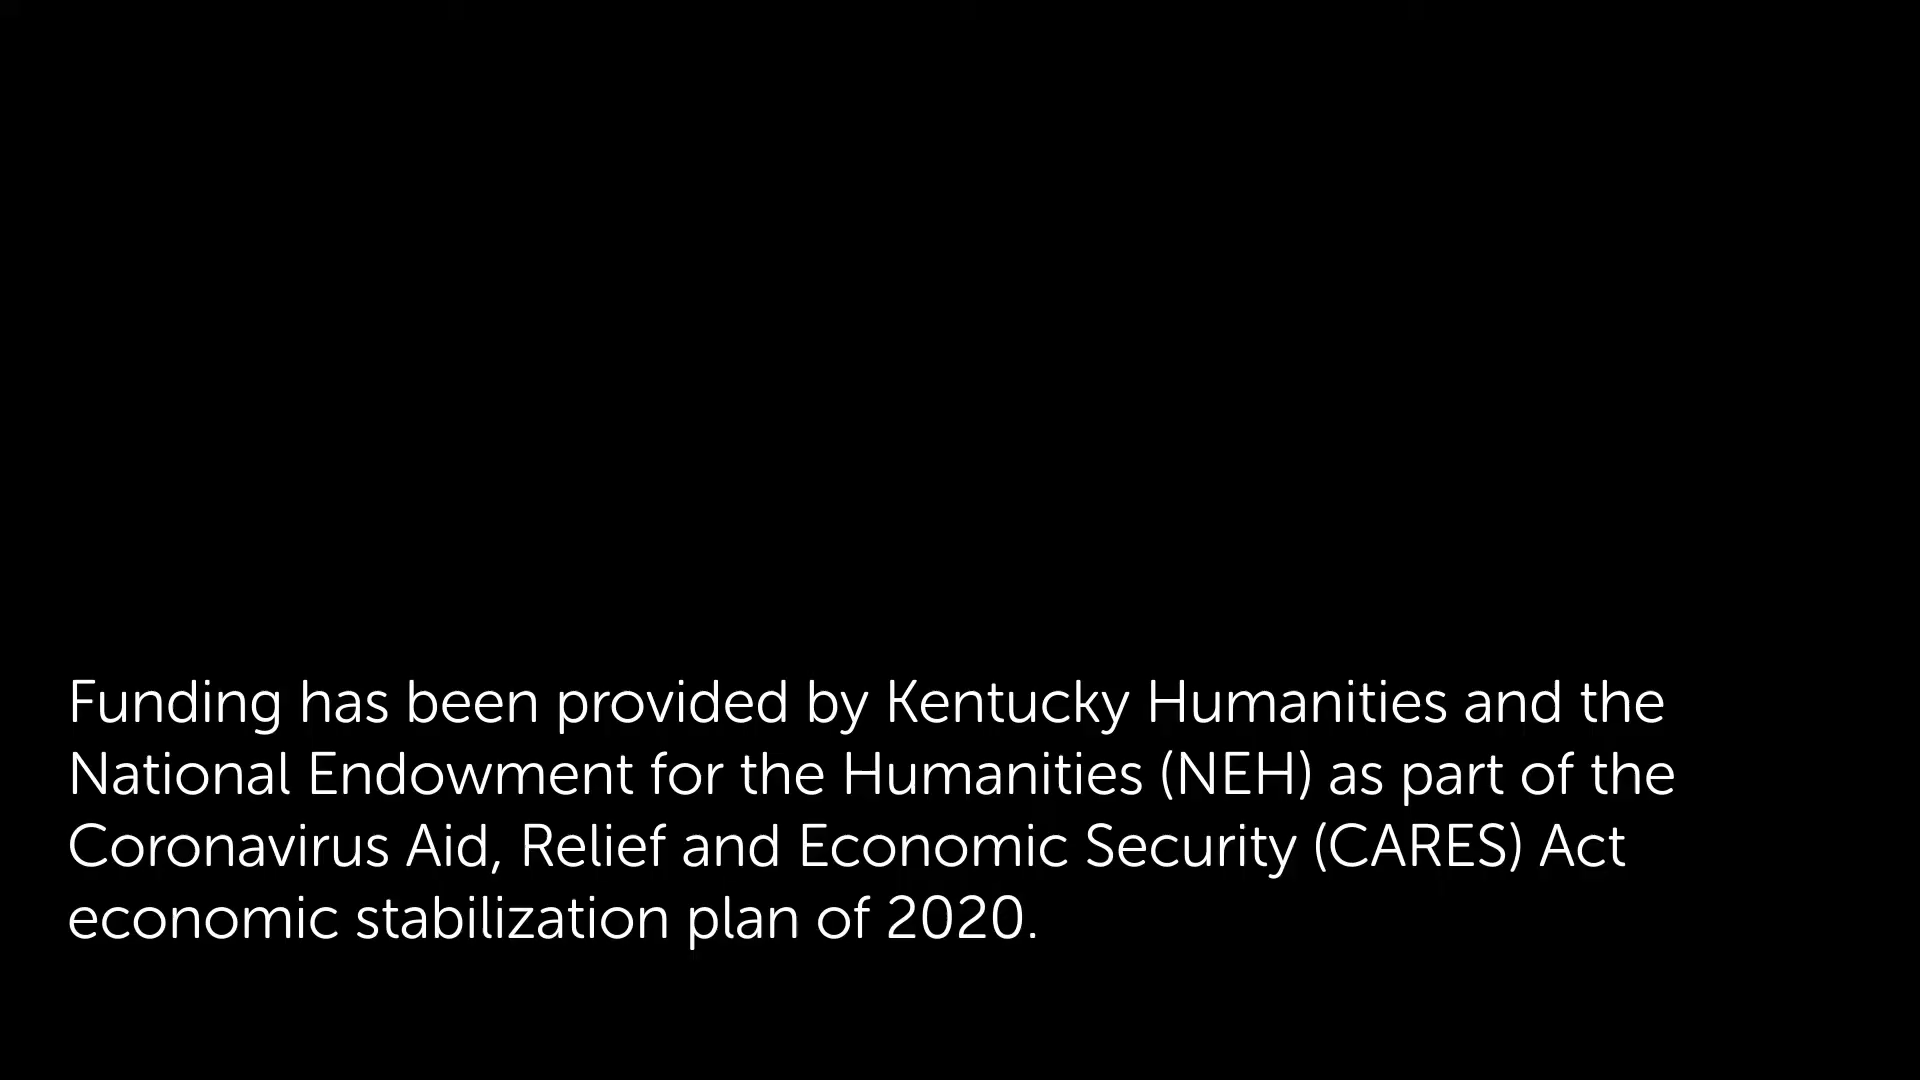 Funding has been provided by Kentucky Humanities and the
National Endowment for the Humanities (NEH) as part of the
Coronavirus Aid, Relief and Economic Security (CARES) Act
economic stabilization plan of 2020.